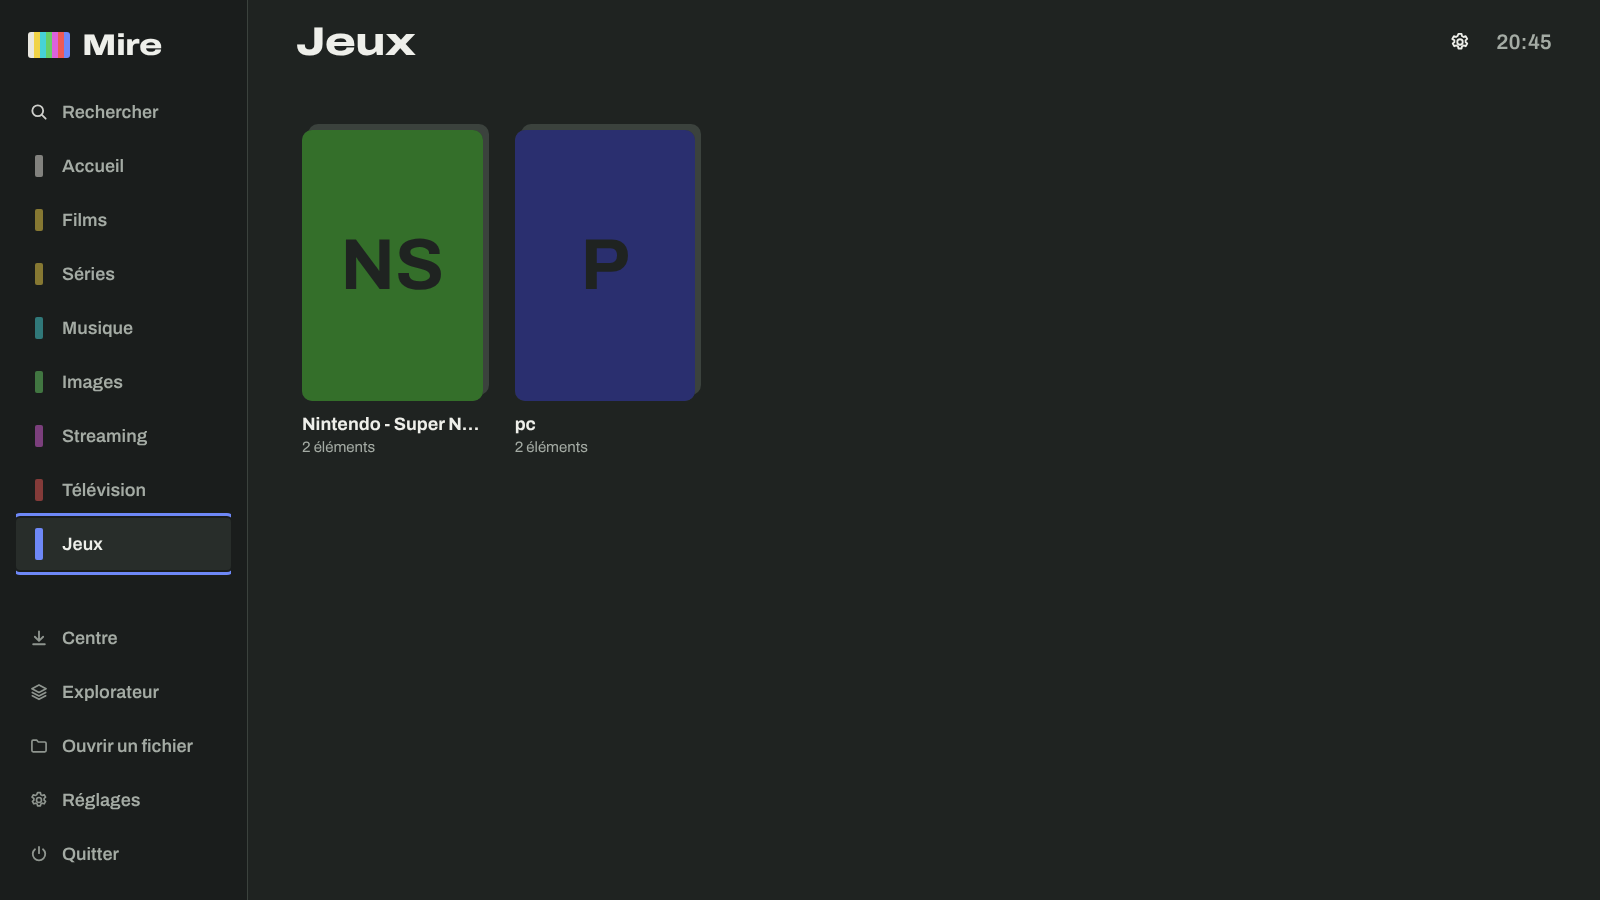 Mire
Rechercher
Accueil
Films
Séries
Musique
Images
Streaming
Télévision
Jeux
Centre
Explorateur
Ouvrir un fichier
Réglages
Quitter
Jeux
20:45
NS
Nintendo - Super N...
2 éléments
P
pc
2 éléments